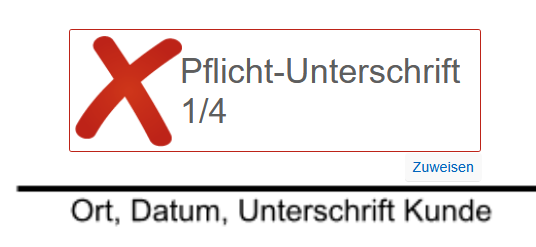 Pflicht-Unterschrift
1/4
Zuweisen
Ort, Datum, Unterschrift Kunde